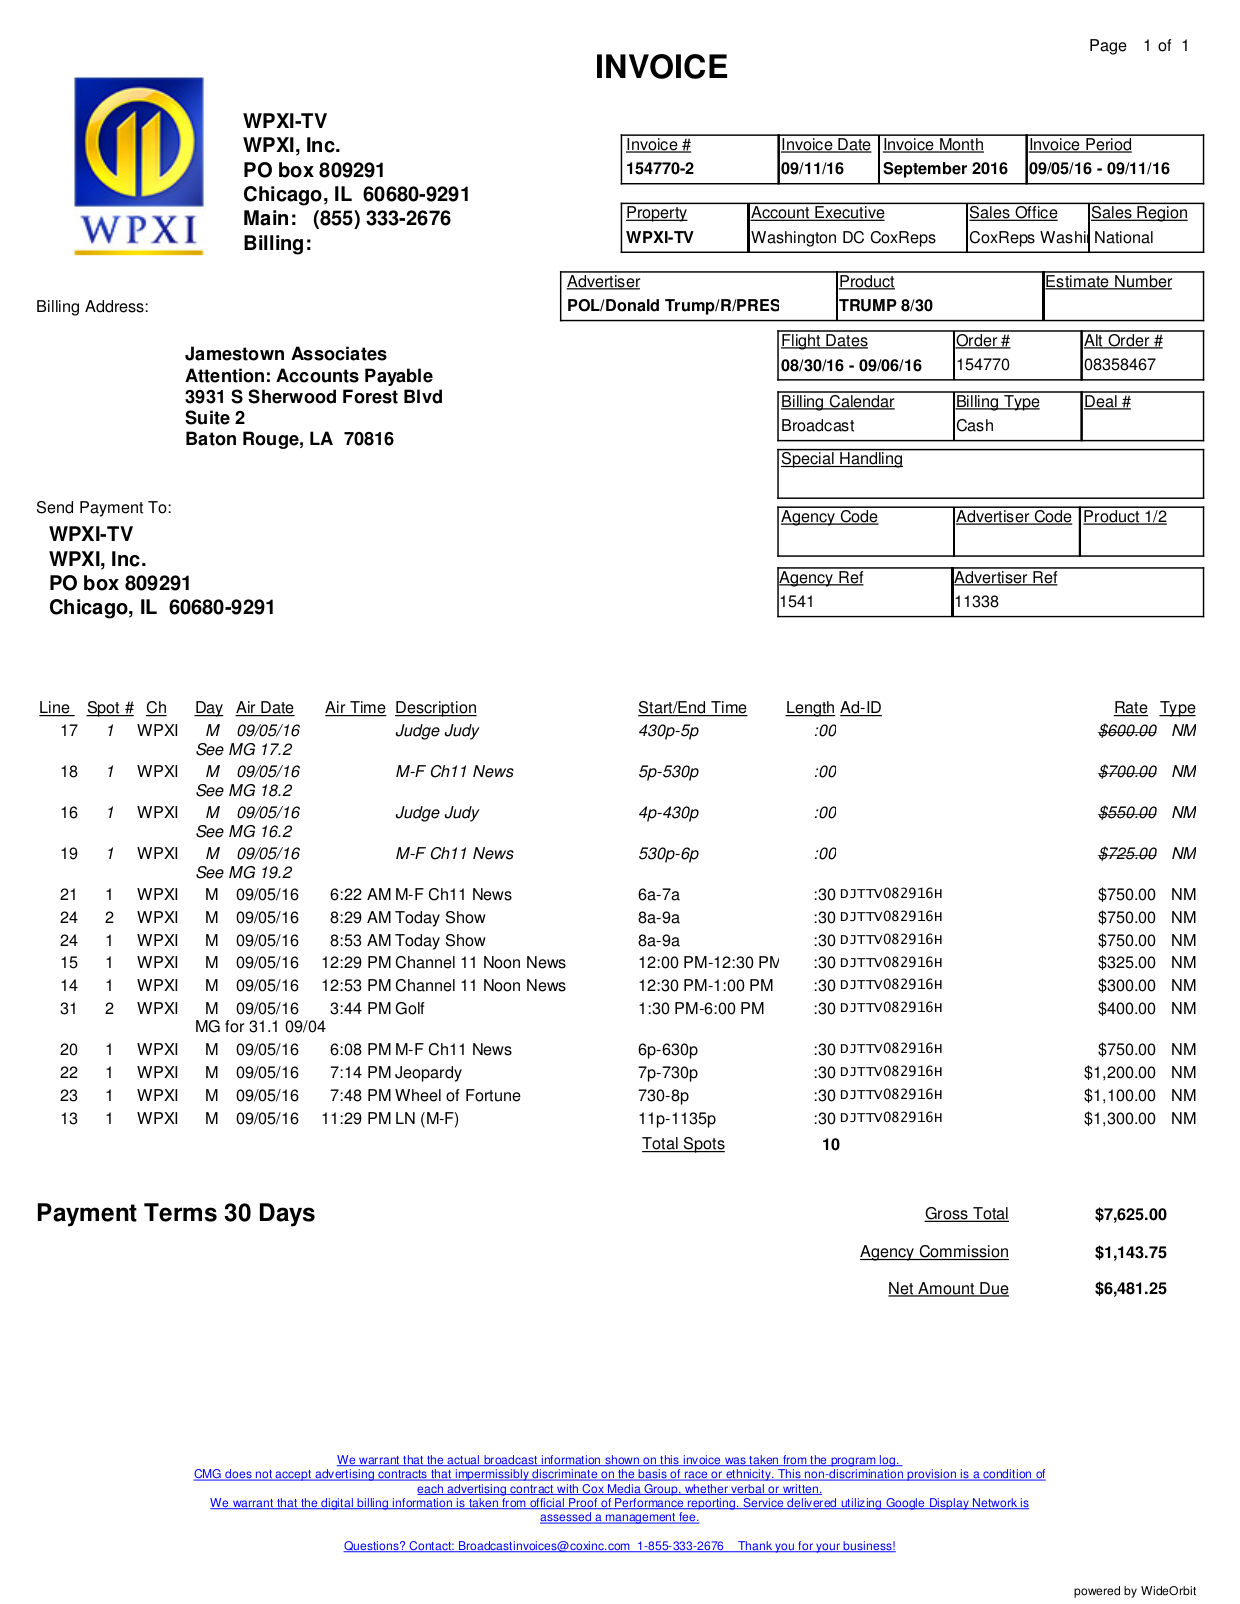 Page 1 of 1
INVOICE
WPXI
WPXI-TV
WPXI, Inc.
PO box 809291
Chicago, IL 60680-9291
Main: (855) 333-2676
Billing:
Invoice # Invoice Date Invoice Month Invoice Period
154770-2 09/11/16 September 2016 09/05/16 - 09/11/16
Property Account Executive Sales Office Sales Region
WPXI-TV Washington DC CoxReps CoxReps Washi National
Advertiser Product Estimate Number
POL/Donald Trump/R/PRES TRUMP 8/30
Flight Dates Order # Alt Order #
08/30/16 - 09/06/16 154770 08358467
Billing Calendar Billing Type Deal #
Broadcast Cash
Special Handling
Agency Code Advertiser Code Product 1/2
Agency Ref Advertiser Ref
1541 11338
Billing Address:
Jamestown Associates
Attention: Accounts Payable
3931 S Sherwood Forest Blvd
Suite 2
Baton Rouge, LA 70816
Send Payment To:
WPXI-TV
WPXI, Inc.
PO box 809291
Chicago, IL 60680-9291
Line Spot # Ch Day Air Date Air Time Description Start/End Time Length Ad-ID Rate Type
17 1 WPXI M 09/05/16 Judge Judy 430p-5p :00 $600.00 NM
See MG 17.2
18 1 WPXI M 09/05/16 M-F Ch11 News 5p-530p :00 $700.00 NM
See MG 18.2
16 1 WPXI M 09/05/16 Judge Judy 4p-430p :00 $550.00 NM
See MG 16.2
19 1 WPXI M 09/05/16 M-F Ch11 News 530p-6p :00 $725.00 NM
See MG 19.2
21 1 WPXI M 09/05/16 6:22 AM M-F Ch11 News 6a-7a :30 DJTTV082916H $750.00 NM
24 2 WPXI M 09/05/16 8:29 AM Today Show 8a-9a :30 DJTTV082916H $750.00 NM
24 1 WPXI M 09/05/16 8:53 AM Today Show 8a-9a :30 DJTTV082916H $750.00 NM
15 1 WPXI M 09/05/16 12:29 PM Channel 11 Noon News 12:00 PM-12:30 PM :30 DJTTV082916H $325.00 NM
14 1 WPXI M 09/05/16 12:53 PM Channel 11 Noon News 12:30 PM-1:00 PM :30 DJTTV082916H $300.00 NM
31 2 WPXI M 09/05/16 3:44 PM Golf 1:30 PM-6:00 PM :30 DJTTV082916H $400.00 NM
MG for 31.1 09/04
20 1 WPXI M 09/05/16 6:08 PM M-F Ch11 News 6p-630p :30 DJTTV082916H $750.00 NM
22 1 WPXI M 09/05/16 7:14 PM Jeopardy 7p-730p :30 DJTTV082916H $1,200.00 NM
23 1 WPXI M 09/05/16 7:48 PM Wheel of Fortune 730-8p :30 DJTTV082916H $1,100.00 NM
13 1 WPXI M 09/05/16 11:29 PM LN (M-F) 11p-1135p :30 DJTTV082916H $1,300.00 NM
Total Spots 10
Payment Terms 30 Days
Gross Total $7,625.00
Agency Commission $1,143.75
Net Amount Due $6,481.25
We warrant that the actual broadcast information shown on this invoice was taken from the program log.
CMG does not accept advertising contracts that impermissibly discriminate on the basis of race or ethnicity. This non-discrimination provision is a condition of
each advertising contract with Cox Media Group, whether verbal or written.
We warrant that the digital billing information is taken from official Proof of Performance reporting. Service delivered utilizing Google Display Network is
assessed a management fee.
Questions? Contact: Broadcastinvoices@coxinc.com 1-855-333-2676 Thank you for your business!
powered by WideOrbit